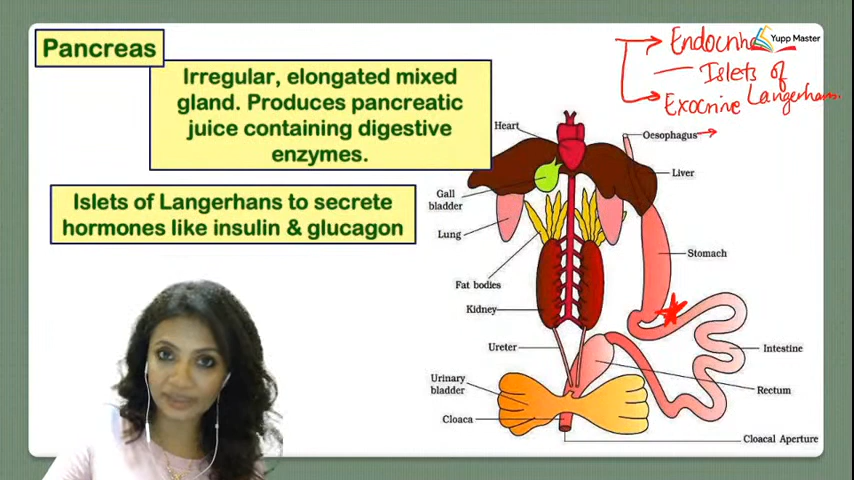 Pancreas
Irregular, elongated mixed
gland. Produces pancreatic
juice containing digestive
enzymes.
Islets of Langerhans to secrete
hormones like insulin & glucagon
Yupp Master
Islets of
Exocrine Langerhans
Heart
Oesophagus
Liver
Gall
bladder
Lung
Stomach
Fat bodies
Kidney
Ureter
Intestine
Urinary
bladder
Rectum
Cloaca
Cloacal Aperture